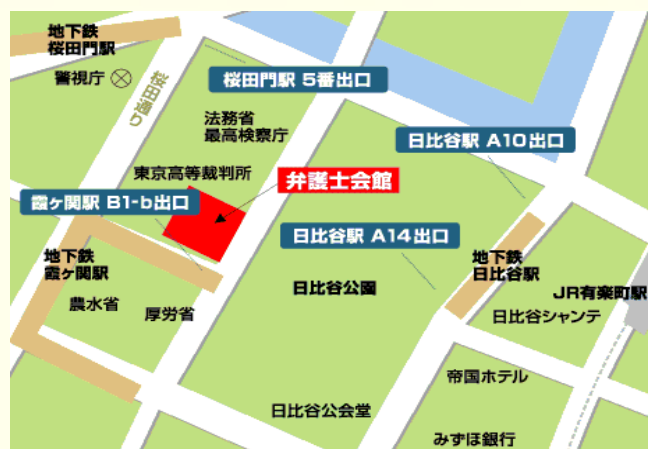 地下鉄
桜田門駅
警視庁
桜田通り
桜田門駅 5番出口
法務省
最高検察庁
日比谷駅 A10出口
東京高等裁判所
弁護士会館
霞ヶ関駅 B1-b出口
日比谷駅 A14出口
地下鉄
霞ヶ関駅
地下鉄
日比谷駅
日比谷公園
JR有楽町駅
農水省
厚労省
日比谷シャンテ
帝国ホテル
日比谷公会堂
みずほ銀行